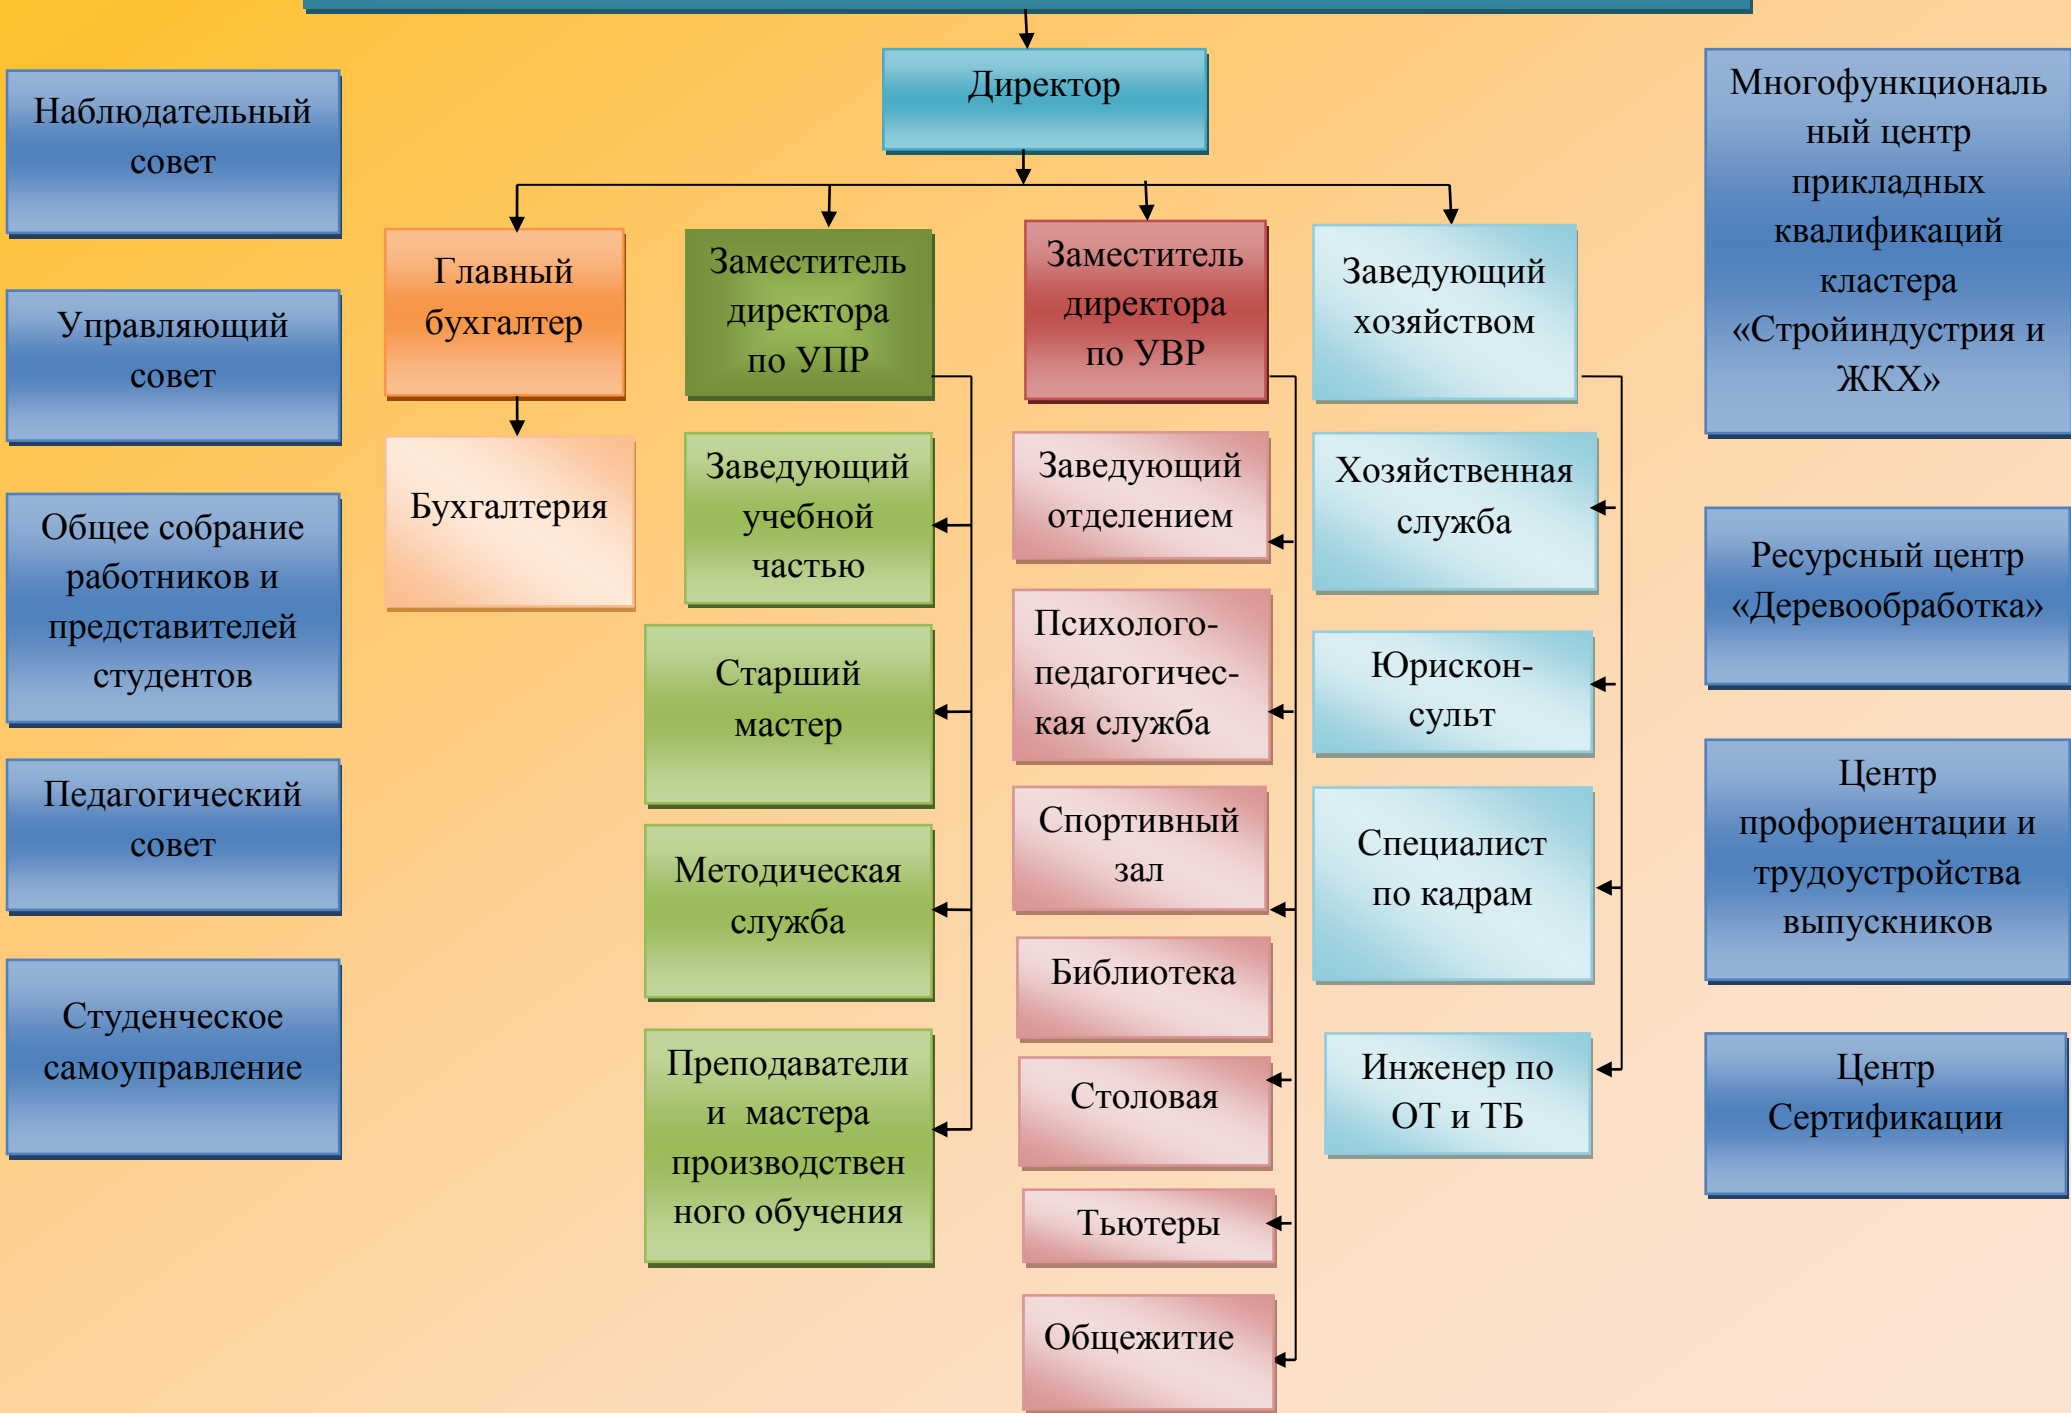 Директор
Наблюдательный
совет
Управляющий
совет
Общее собрание
работников и
представителей
студентов
Педагогический
совет
Студенческое
самоуправление
Главный
бухгалтер
Бухгалтерия
Заместитель
директора
по УПР
Заведующий
учебной
частью
Старший
мастер
Методическая
служба
Преподаватели
и мастера
производствен
ного обучения
Заместитель
директора
по УВР
Заведующий
отделением
Психолого-
педагогичес-
кая служба
Спортивный
зал
Библиотека
Столовая
Тьютеры
Общежитие
Заведующий
хозяйством
Хозяйственная
служба
Юрискон-
сульт
Специалист
по кадрам
Инженер по
ОТ и ТБ
Многофункциональ
ный центр
прикладных
квалификаций
кластера
«Стройиндустрия и
ЖКХ»
Ресурсный центр
«Деревообработка»
Центр
профориентации и
трудоустройства
выпускников
Центр
Сертификации